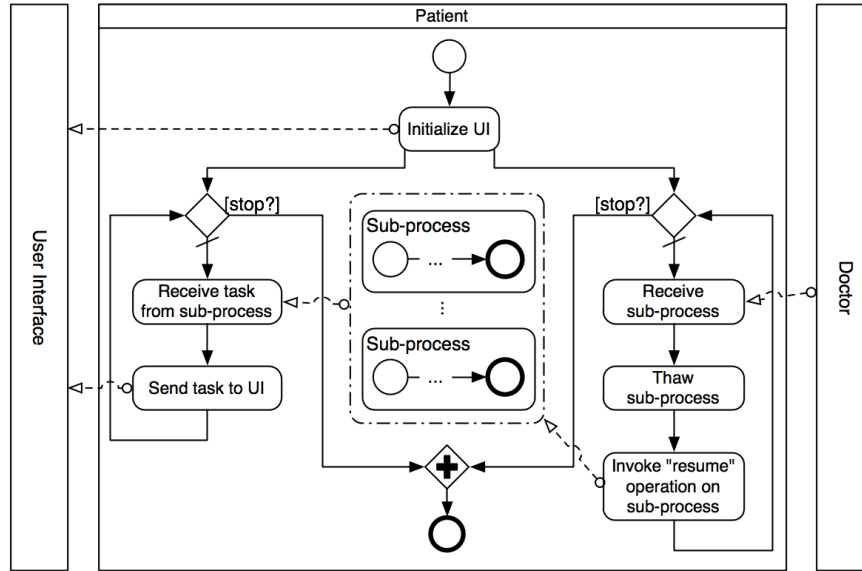 Patient
User Interface
Doctor
Initialize UI
[stop?]
[stop?]
Sub-process
...
...
Sub-process
...
Receive task
from sub-process
Send task to UI
Receive
sub-process
Thaw
sub-process
Invoke "resume"
operation on
sub-process